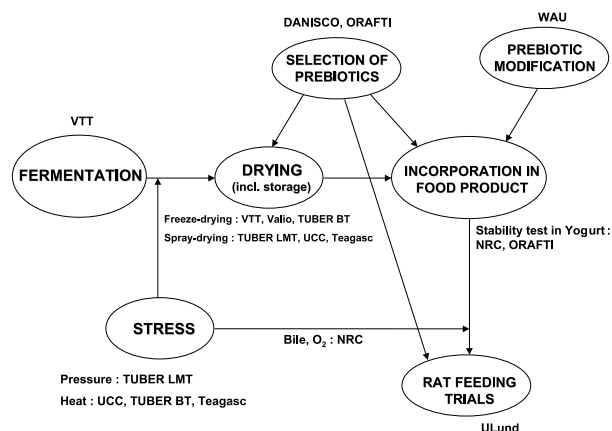 DANISCO, ORAFTI
WAU
SELECTION OF
PREBIOTICS
PREBIOTIC
MODIFICATION
VTT
FERMENTATION
DRYING
(incl. storage)
INCORPORATION IN
FOOD PRODUCT
Freeze-drying : VTT, Valio, TUBER BT
Spray-drying : TUBER LMT, UCC, Teagasc
Stability test in Yogurt :
NRC, ORAFTI
STRESS
Bile, O₂ : NRC
Pressure : TUBER LMT
Heat : UCC, TUBER BT, Teagasc
RAT FEEDING
TRIALS
ULund